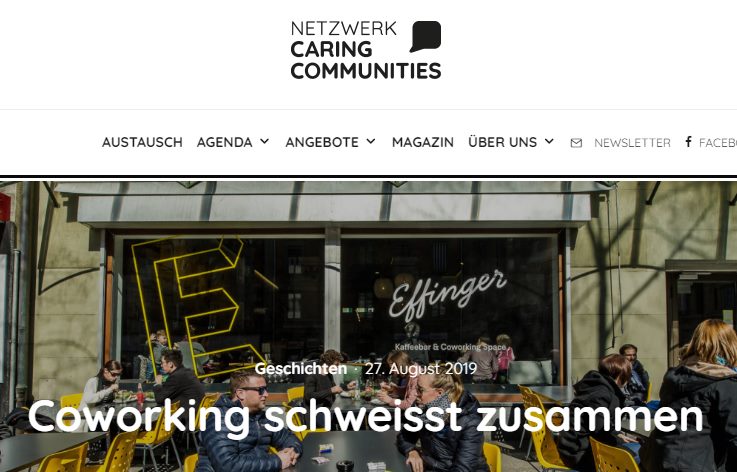 NETZWERK
CARING
COMMUNITIES
AUSTAUSCH AGENDA ANGEBOTE MAGAZIN ÜBER UNS NEWSLETTER FACEBO
E
Effinger
Kaffeebar & Coworking Space
Geschichten · 27. August 2019
Coworking schweisst zusammen